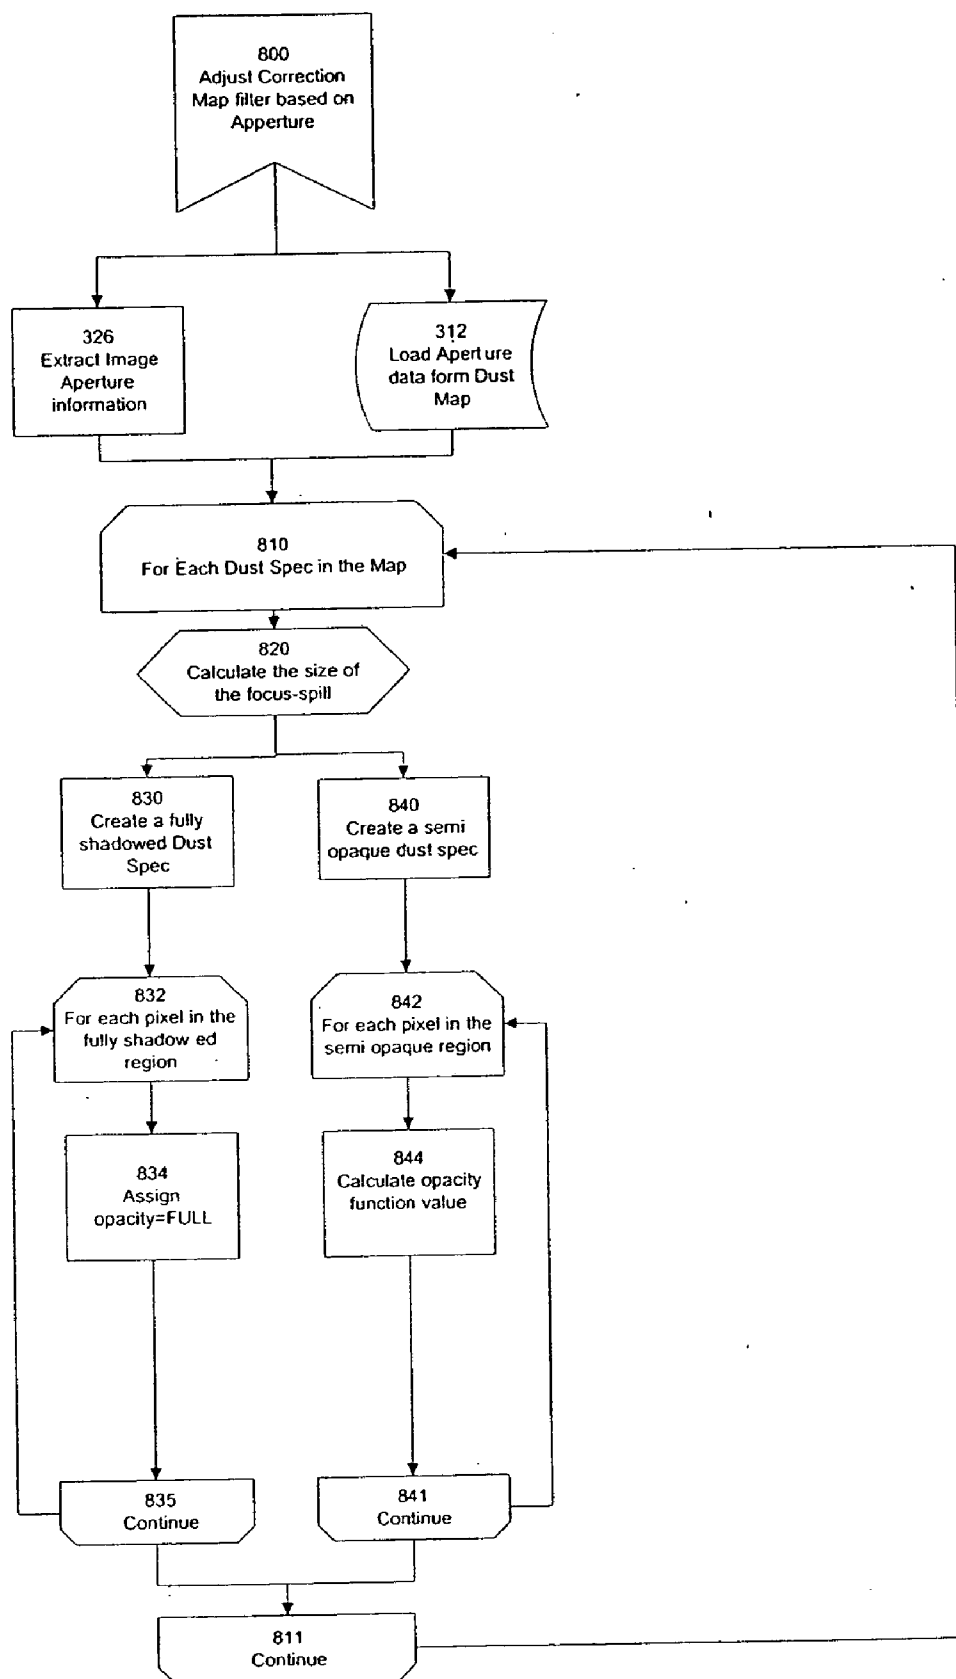 800
Adjust Correction
Map filter based on
Apperture
326
Extract Image
Aperture
information
312
Load Aperture
data form Dust
Map
810
For Each Dust Spec in the Map
820
Calculate the size of
the focus-spill
830
Create a fully
shadowed Dust
Spec
840
Create a semi
opaque dust spec
832
For each pixel in the
fully shadow ed
region
842
For each pixel in the
semi opaque region
834
Assign
opacity=FULL
844
Calculate opacity
function value
835
Continue
841
Continue
811
Continue